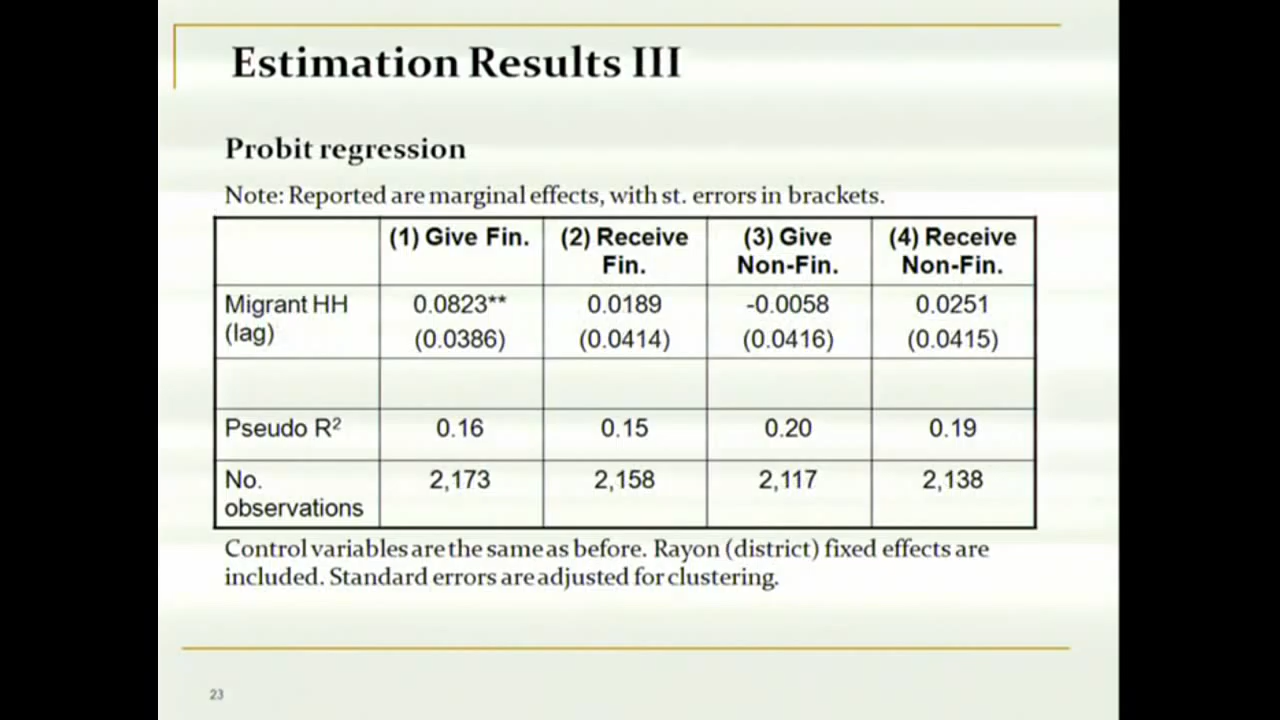 Estimation Results III
Probit regression
Note: Reported are marginal effects, with st. errors in brackets.
(1) Give Fin. (2) Receive Fin. (3) Give Non-Fin. (4) Receive Non-Fin.
Migrant HH (lag) 0.0823** 0.0189 -0.0058 0.0251
(0.0386) (0.0414) (0.0416) (0.0415)
Pseudo R² 0.16 0.15 0.20 0.19
No. observations 2,173 2,158 2,117 2,138
Control variables are the same as before. Rayon (district) fixed effects are
included. Standard errors are adjusted for clustering.
23